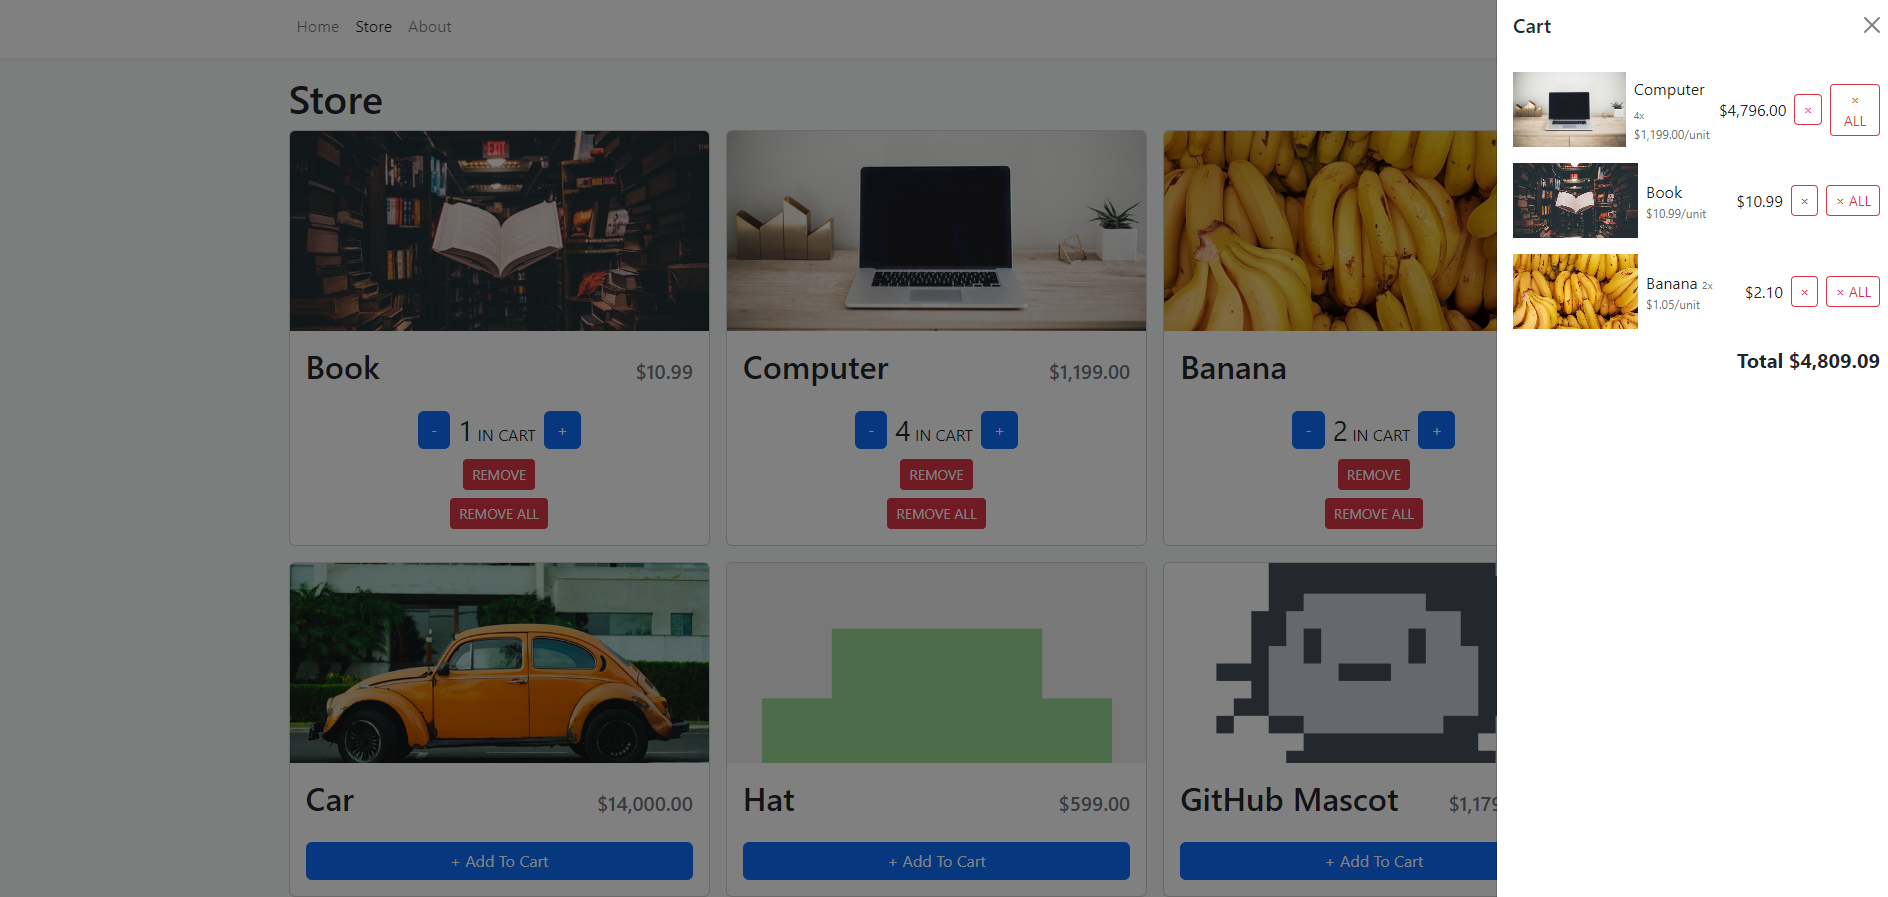 Home Store About
Store
EXIT
Book
$10.99
- 1 IN CART +
REMOVE
REMOVE ALL
Computer
$1,199.00
- 4 IN CART +
REMOVE
REMOVE ALL
Banana
- 2 IN CART +
REMOVE
REMOVE ALL
Car
$14,000.00
+ Add To Cart
Hat
$599.00
+ Add To Cart
GitHub Mascot
$1,179
+ Add To Cart
Cart
Computer
4x
$1,199.00/unit
$4,796.00
×
×
ALL
Book
$10.99/unit
$10.99
×
× ALL
Banana 2x
$1.05/unit
$2.10
×
× ALL
Total $4,809.09